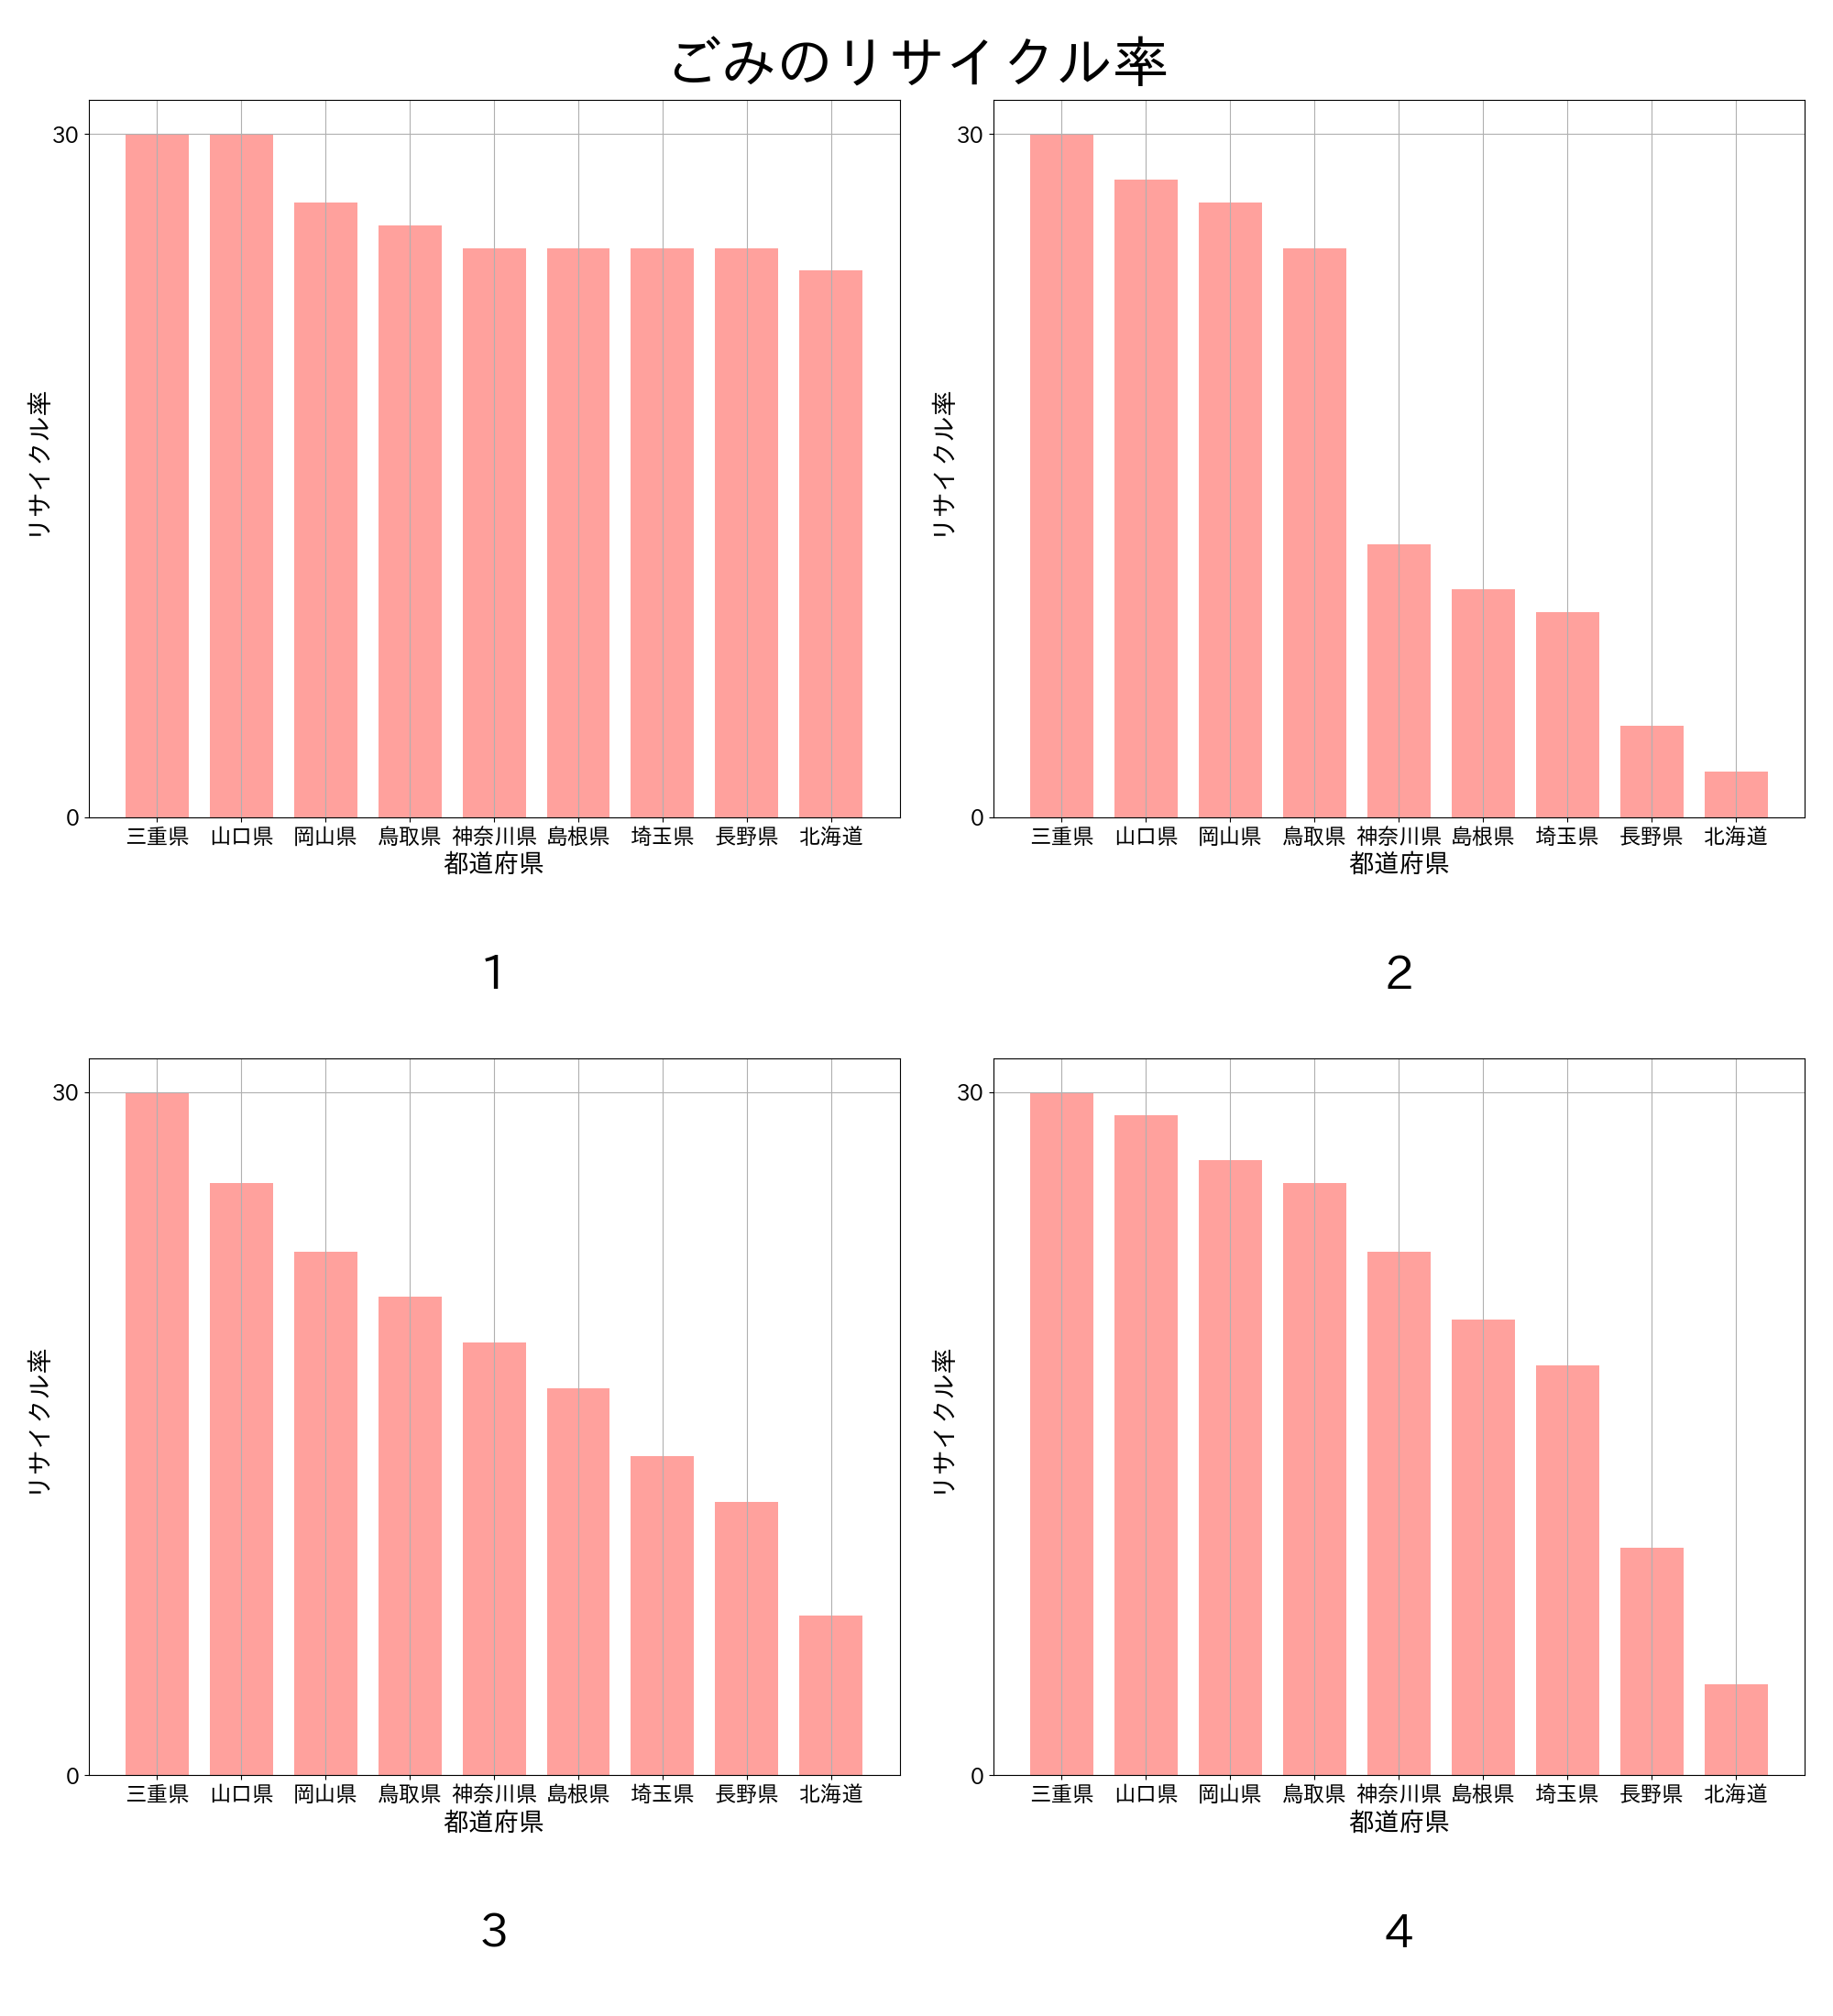 ごみのリサイクル率
30
0
リサイクル率
三重県 山口県 岡山県 鳥取県 神奈川県 島根県 埼玉県 長野県 北海道
都道府県
1
30
0
リサイクル率
三重県 山口県 岡山県 鳥取県 神奈川県 島根県 埼玉県 長野県 北海道
都道府県
2
30
0
リサイクル率
三重県 山口県 岡山県 鳥取県 神奈川県 島根県 埼玉県 長野県 北海道
都道府県
3
30
0
リサイクル率
三重県 山口県 岡山県 鳥取県 神奈川県 島根県 埼玉県 長野県 北海道
都道府県
4